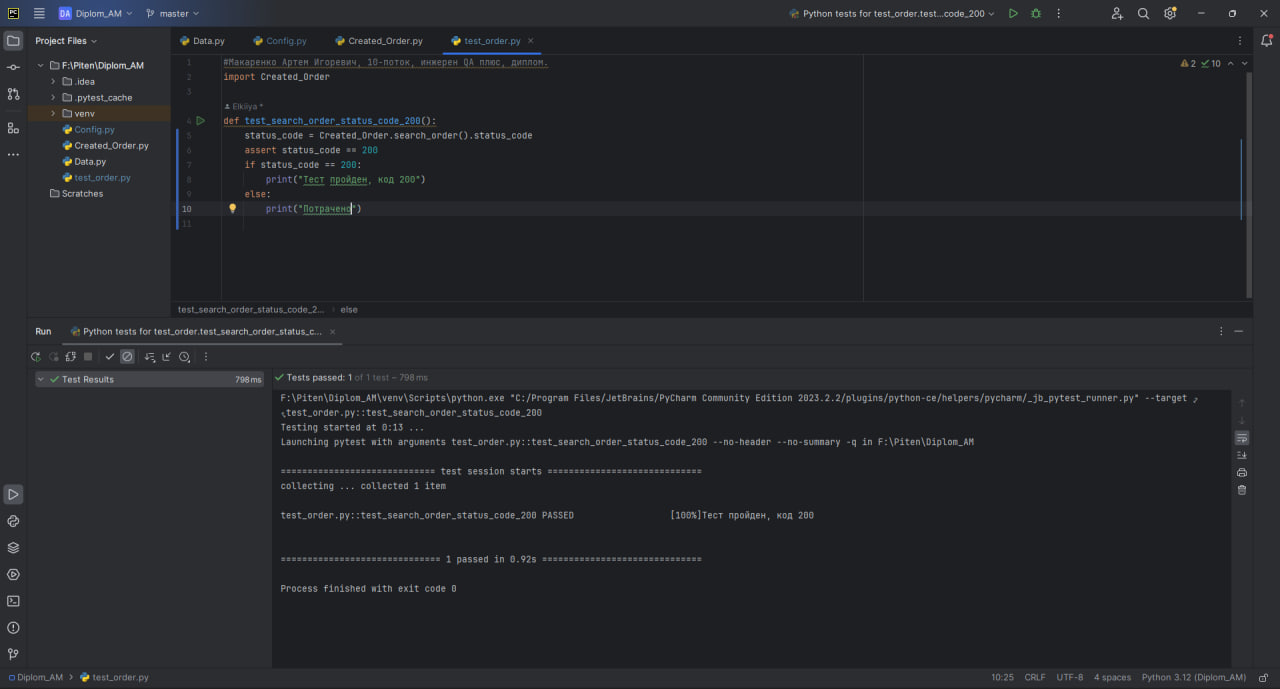 PC DA Diplom_AM master Python tests for test_order.test...code_200
Project Files
F:\Piten\Diplom_AM
.idea
.pytest_cache
venv
Config.py
Created_Order.py
Data.py
test_order.py
Scratches
Data.py Config.py Created_Order.py test_order.py
2 10
1 #Макаренко Артем Игоревич, 10-поток, инжерен QA плюс, диплом.
2 import Created_Order
3
Elkiiya *
4 def test_search_order_status_code_200():
5 status_code = Created_Order.search_order().status_code
6 assert status_code == 200
7 if status_code == 200:
8 print("Тест пройден, код 200")
9 else:
10 print("Потрачено")
11
test_search_order_status_code_2... else
Run Python tests for test_order.test_search_order_status_c...
Test Results 798 ms
Tests passed: 1 of 1 test – 798 ms
F:\Piten\Diplom_AM\venv\Scripts\python.exe "C:/Program Files/JetBrains/PyCharm Community Edition 2023.2.2/plugins/python-ce/helpers/pycharm/_jb_pytest_runner.py" --target
test_order.py::test_search_order_status_code_200
Testing started at 0:13 ...
Launching pytest with arguments test_order.py::test_search_order_status_code_200 --no-header --no-summary -q in F:\Piten\Diplom_AM
============================= test session starts =============================
collecting ... collected 1 item
test_order.py::test_search_order_status_code_200 PASSED [100%]Тест пройден, код 200
============================== 1 passed in 0.92s ==============================
Process finished with exit code 0
Diplom_AM test_order.py
10:25 CRLF UTF-8 4 spaces Python 3.12 (Diplom_AM)